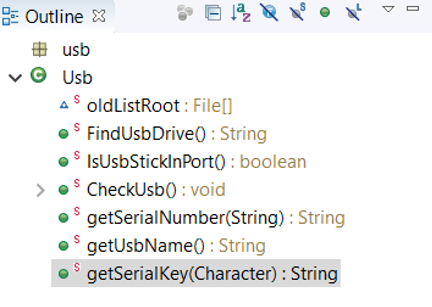 Outline
usb
Usb
oldListRoot : File[]
FindUsbDrive() : String
IsUsbStickInPort() : boolean
CheckUsb() : void
getSerialNumber(String) : String
getUsbName() : String
getSerialKey(Character) : String